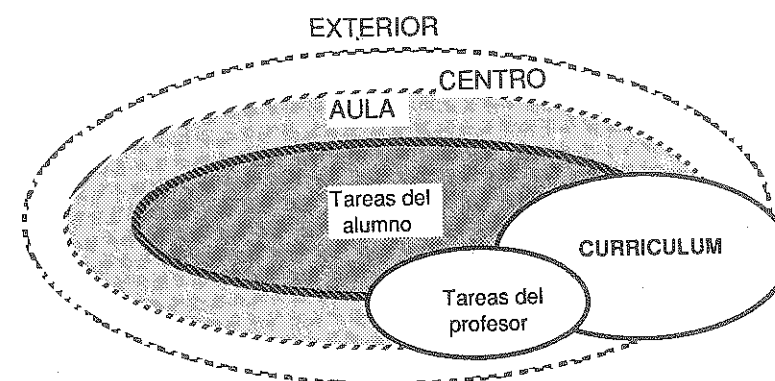 EXTERIOR
CENTRO
AULA
Tareas del
alumno
CURRICULUM
Tareas del
profesor